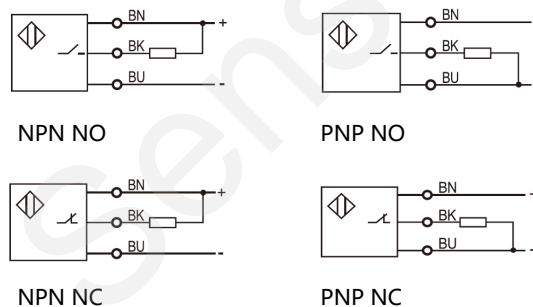 BN +
BK
BU -
NPN NO
BN
BK
BU
PNP NO
BN +
BK
BU -
NPN NC
BN -
BK
BU -
PNP NC
Sens